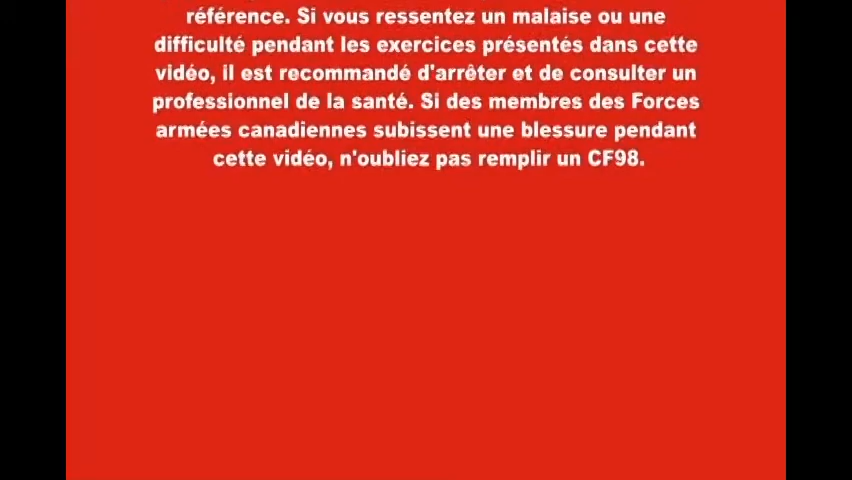 référence. Si vous ressentez un malaise ou une
difficulté pendant les exercices présentés dans cette
vidéo, il est recommandé d'arrêter et de consulter un
professionnel de la santé. Si des membres des Forces
armées canadiennes subissent une blessure pendant
cette vidéo, n'oubliez pas remplir un CF98.